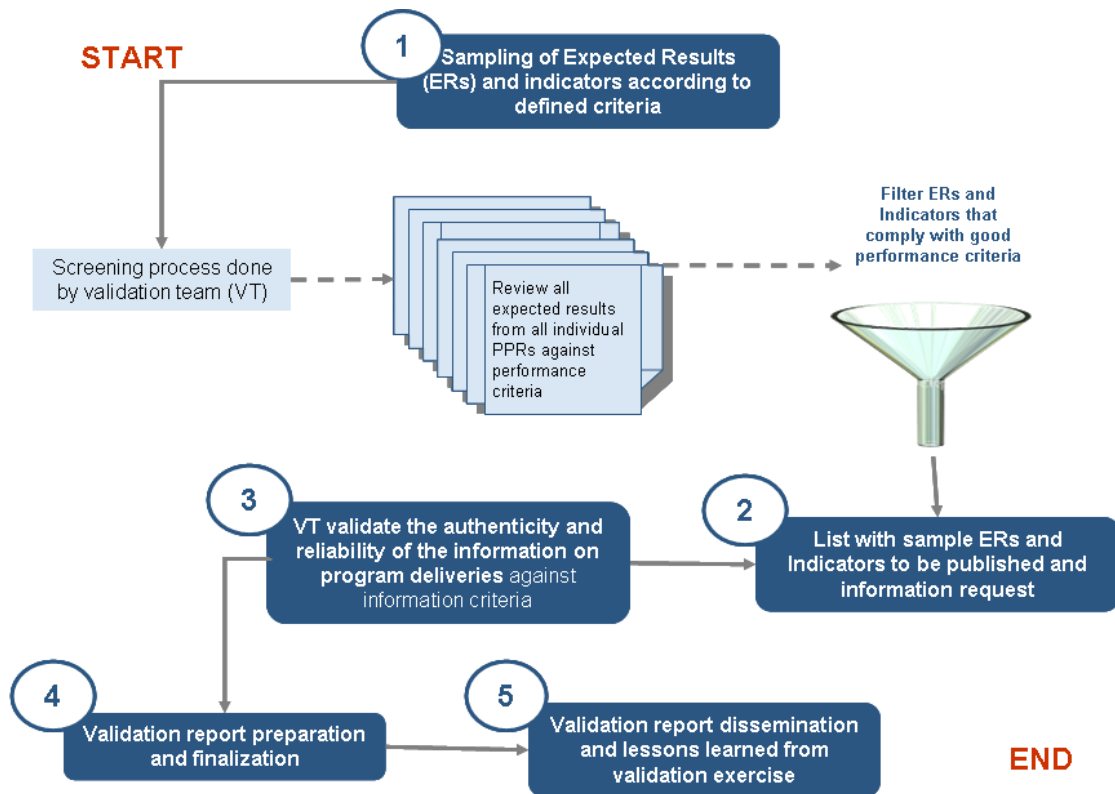 START
1
Sampling of Expected Results
(ERs) and indicators according to
defined criteria
Screening process done
by validation team (VT)
Review all
expected results
from all individual
PPRs against
performance
criteria
Filter ERs and
Indicators that
comply with good
performance criteria
3
VT validate the authenticity and
reliability of the information on
program deliveries against
information criteria
2
List with sample ERs and
Indicators to be published and
information request
4
Validation report preparation
and finalization
5
Validation report dissemination
and lessons learned from
validation exercise
END